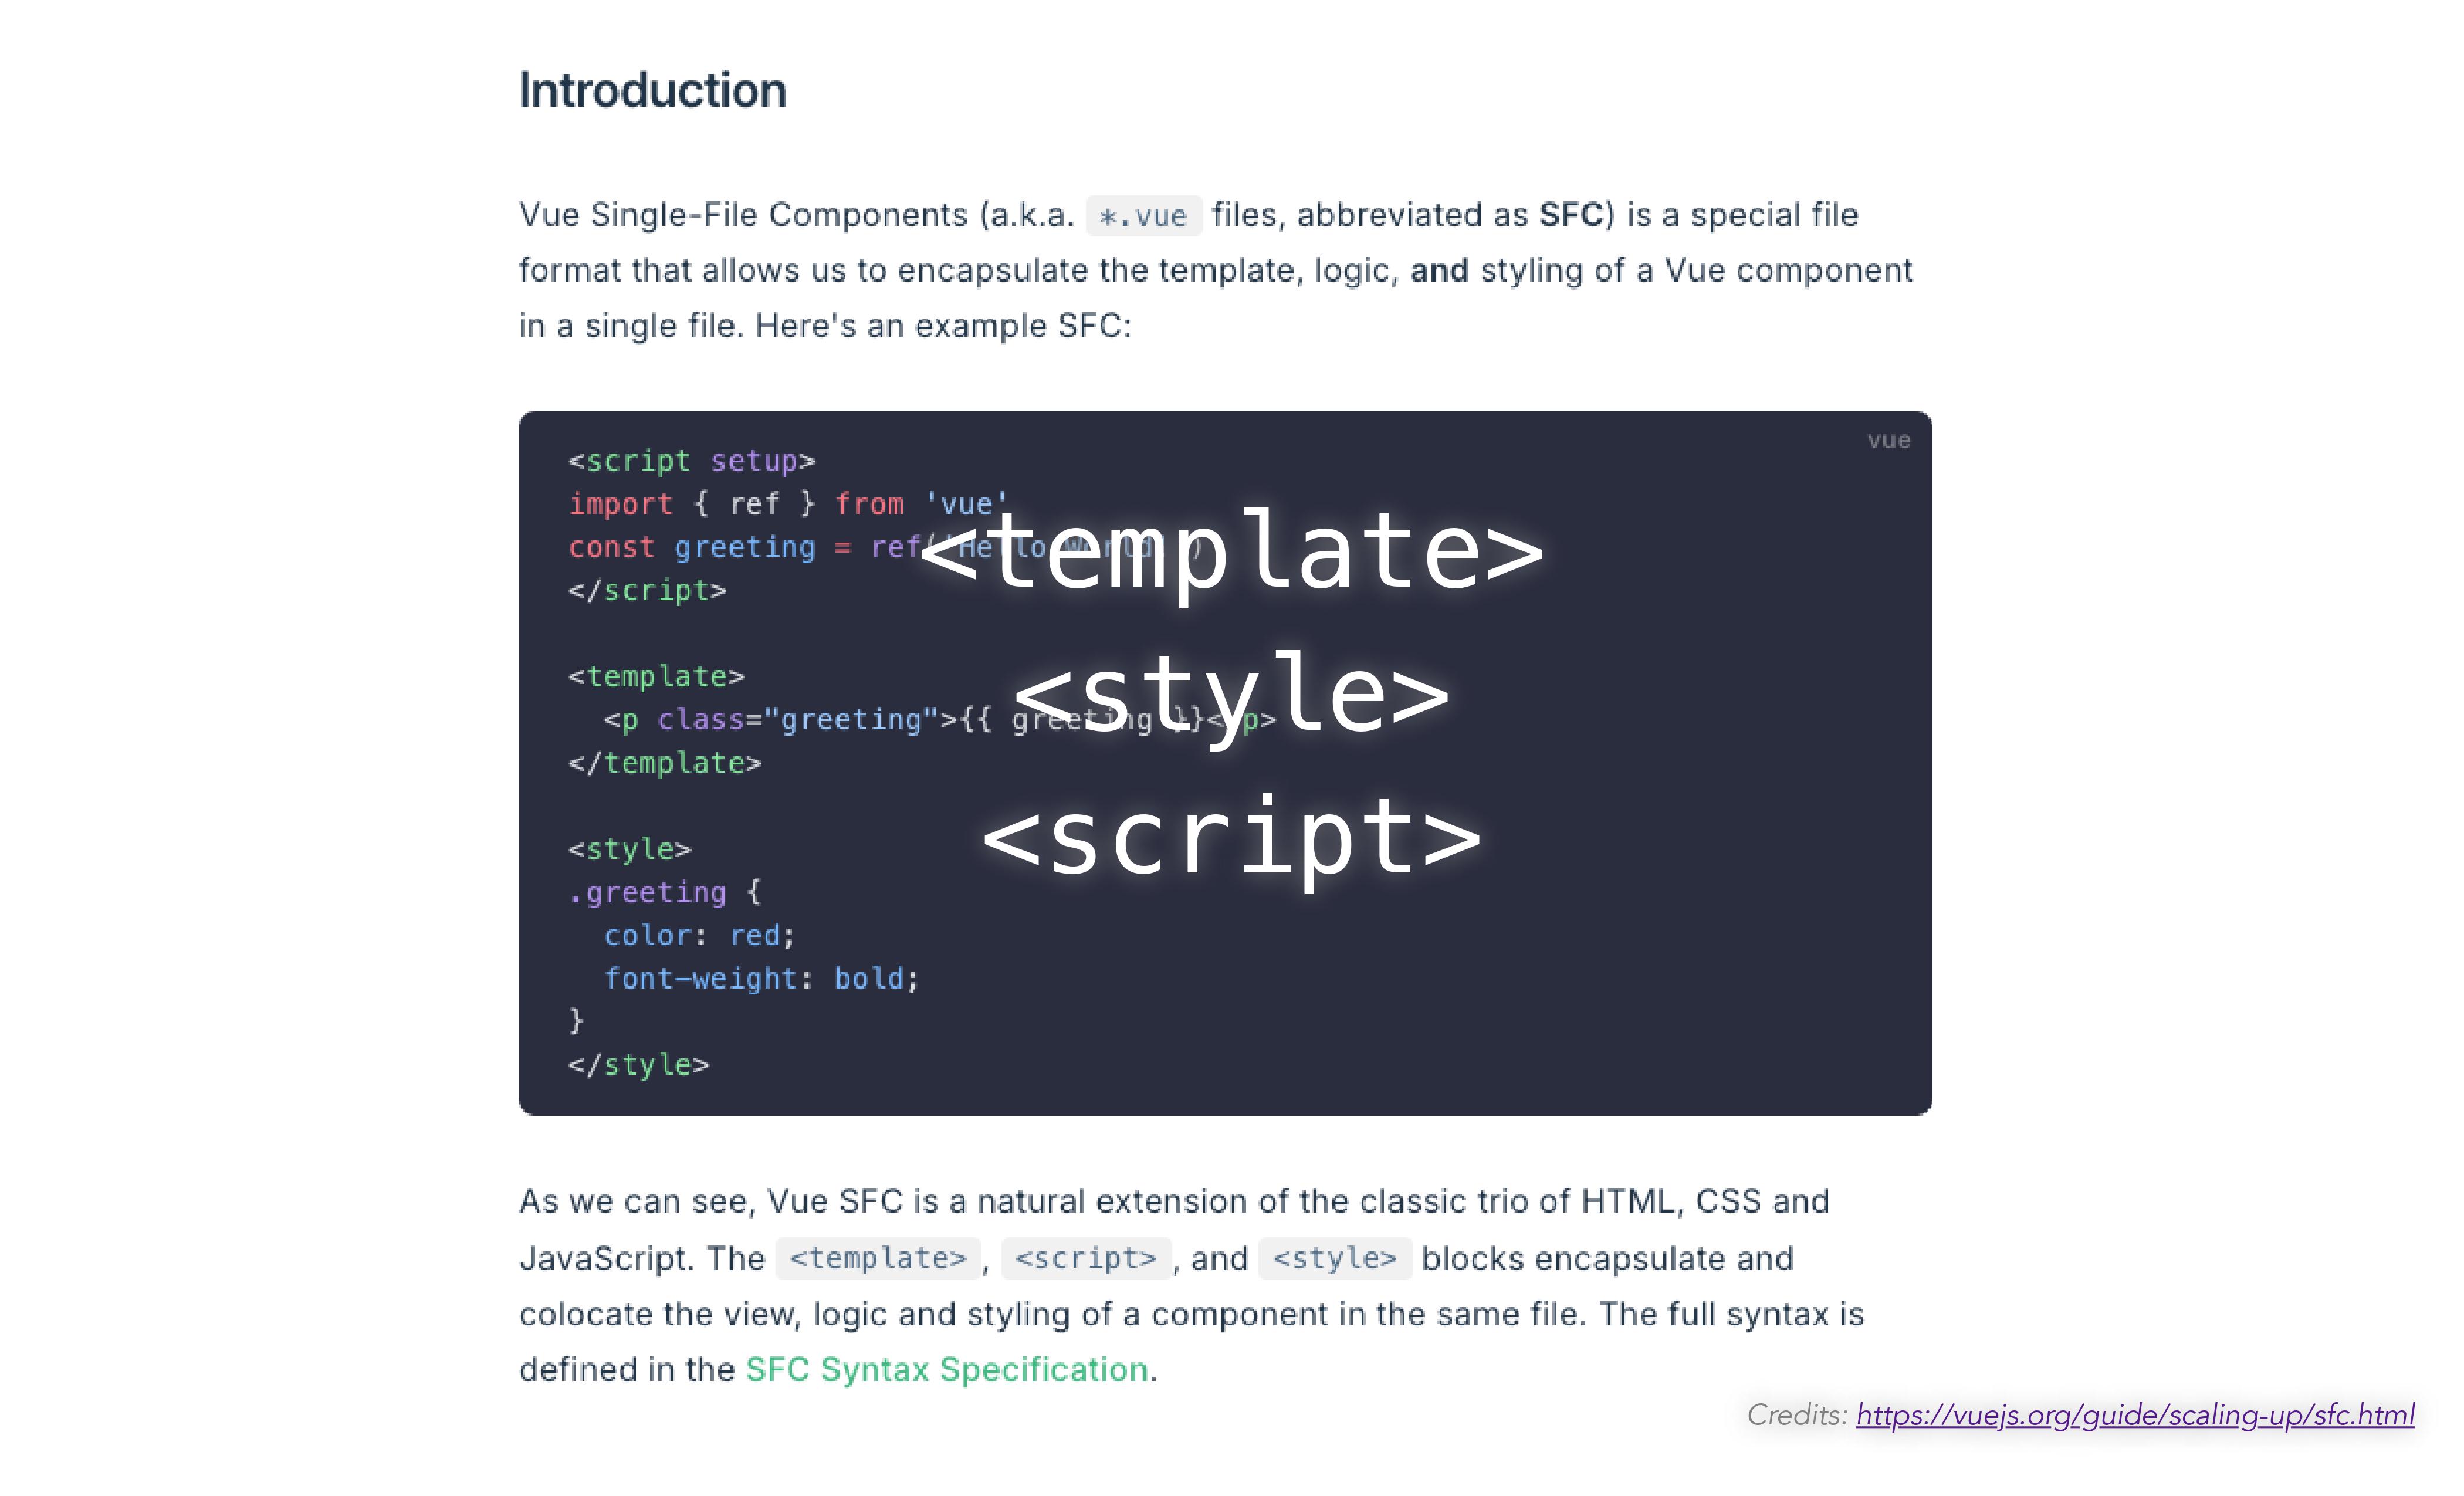 Introduction
Vue Single-File Components (a.k.a. *.vue files, abbreviated as SFC) is a special file
format that allows us to encapsulate the template, logic, and styling of a Vue component
in a single file. Here's an example SFC:
vue
<script setup>
import { ref } from 'vue'
const greeting = ref('Hello World!')
</script>
<template>
<p class="greeting">{{ greeting }}</p>
</template>
<style>
.greeting {
color: red;
font-weight: bold;
}
</style>
<template>
<style>
<script>
As we can see, Vue SFC is a natural extension of the classic trio of HTML, CSS and
JavaScript. The <template>, <script>, and <style> blocks encapsulate and
colocate the view, logic and styling of a component in the same file. The full syntax is
defined in the SFC Syntax Specification.
Credits: https://vuejs.org/guide/scaling-up/sfc.html